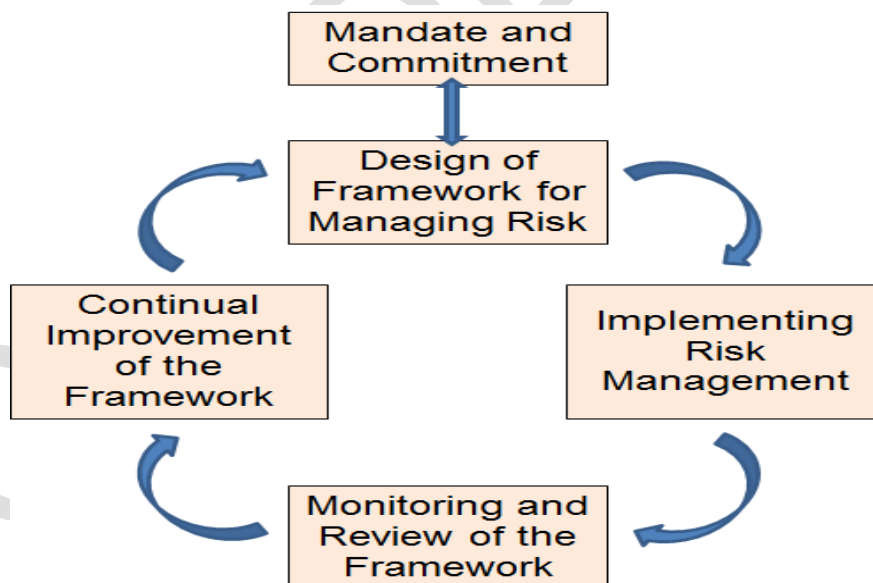 Mandate and
Commitment
Design of
Framework for
Managing Risk
Implementing
Risk
Management
Monitoring and
Review of the
Framework
Continual
Improvement
of the
Framework